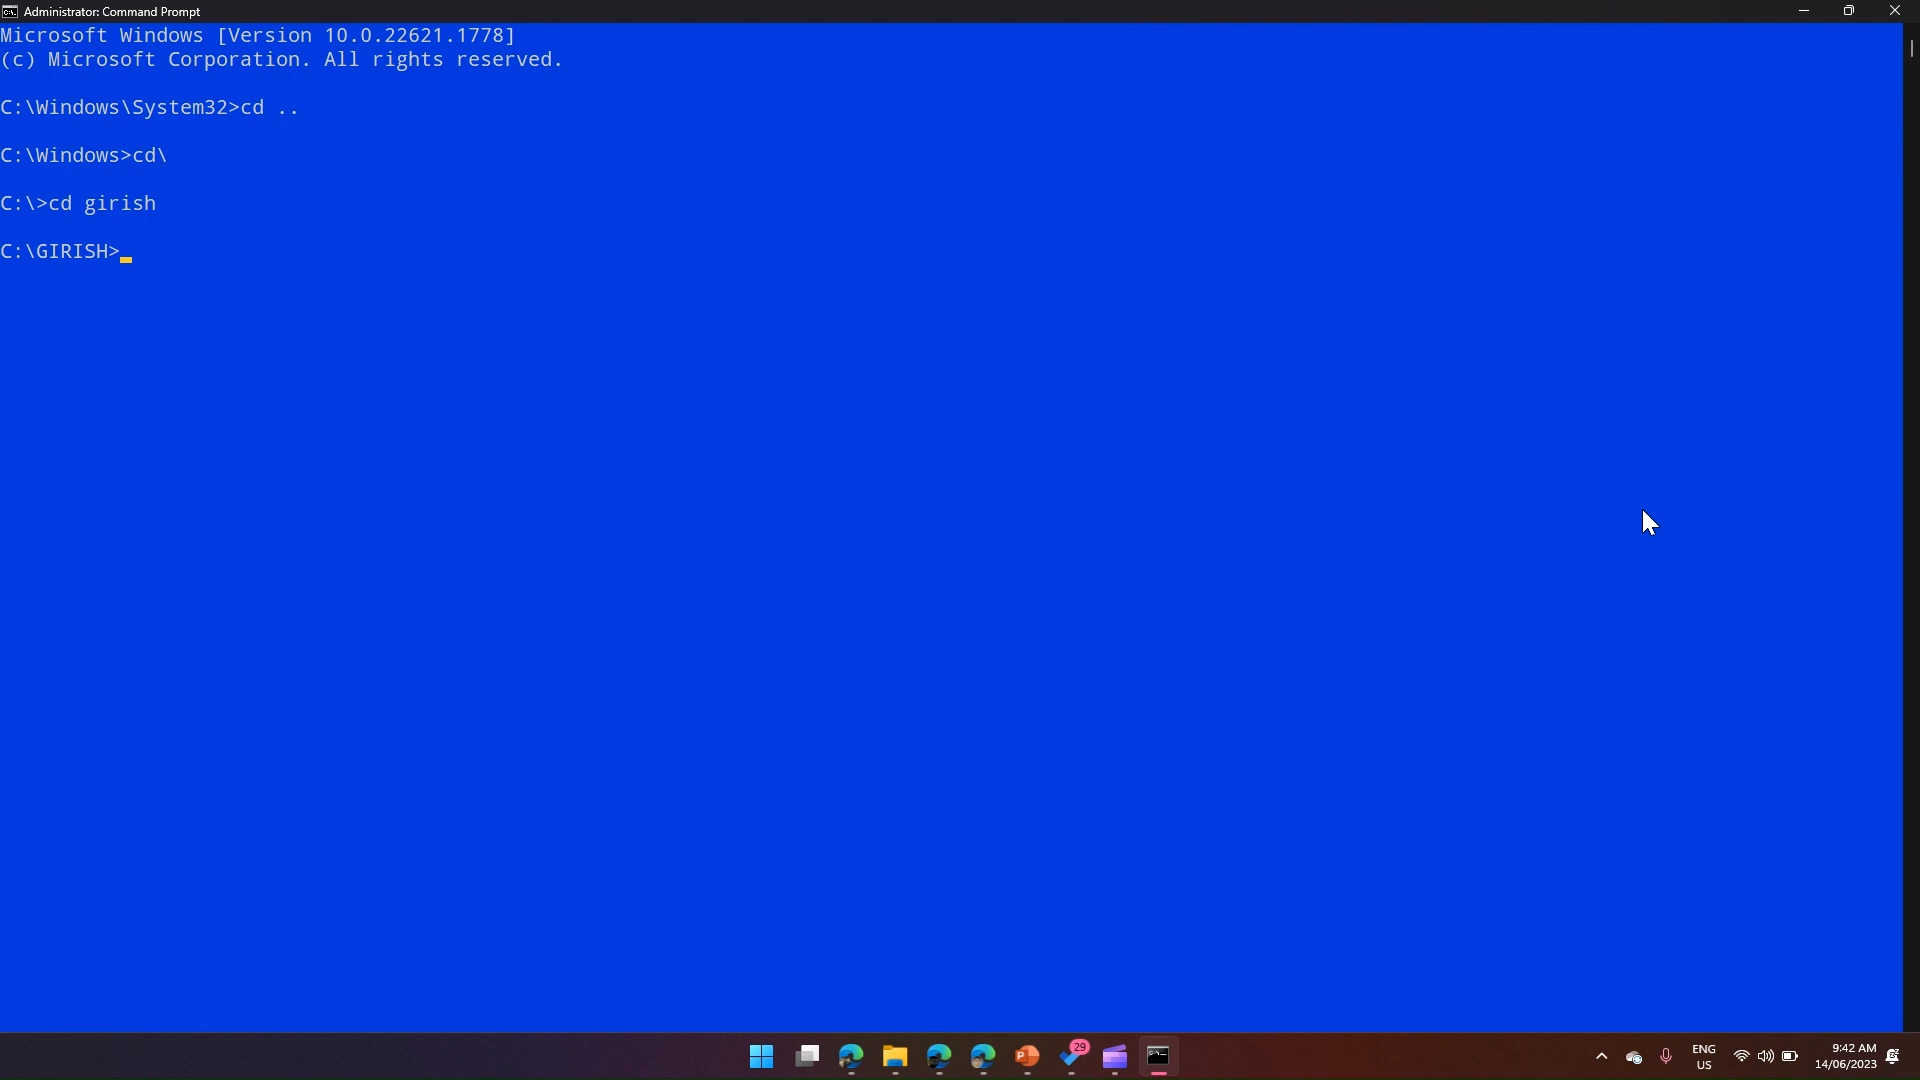 Administrator: Command Prompt
Microsoft Windows [Version 10.0.22621.1778]
(c) Microsoft Corporation. All rights reserved.
C:\Windows\System32>cd ..
C:\Windows>cd\
C:\>cd girish
C:\GIRISH>
29
ENG
US
9:42 AM
14/06/2023